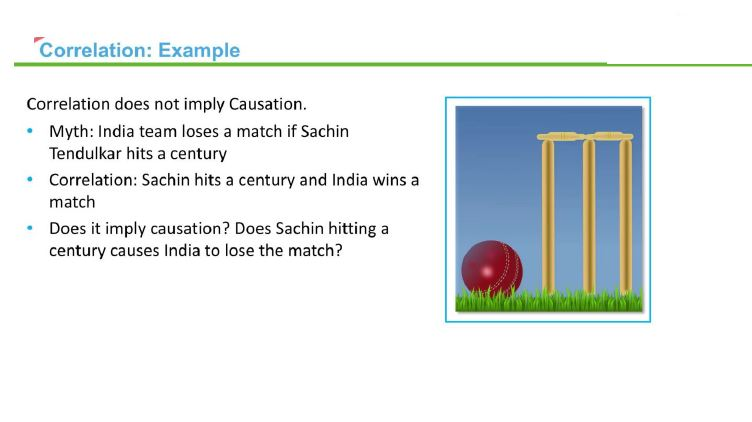 Correlation: Example
Correlation does not imply Causation.
• Myth: India team loses a match if Sachin
Tendulkar hits a century
• Correlation: Sachin hits a century and India wins a
match
• Does it imply causation? Does Sachin hitting a
century causes India to lose the match?